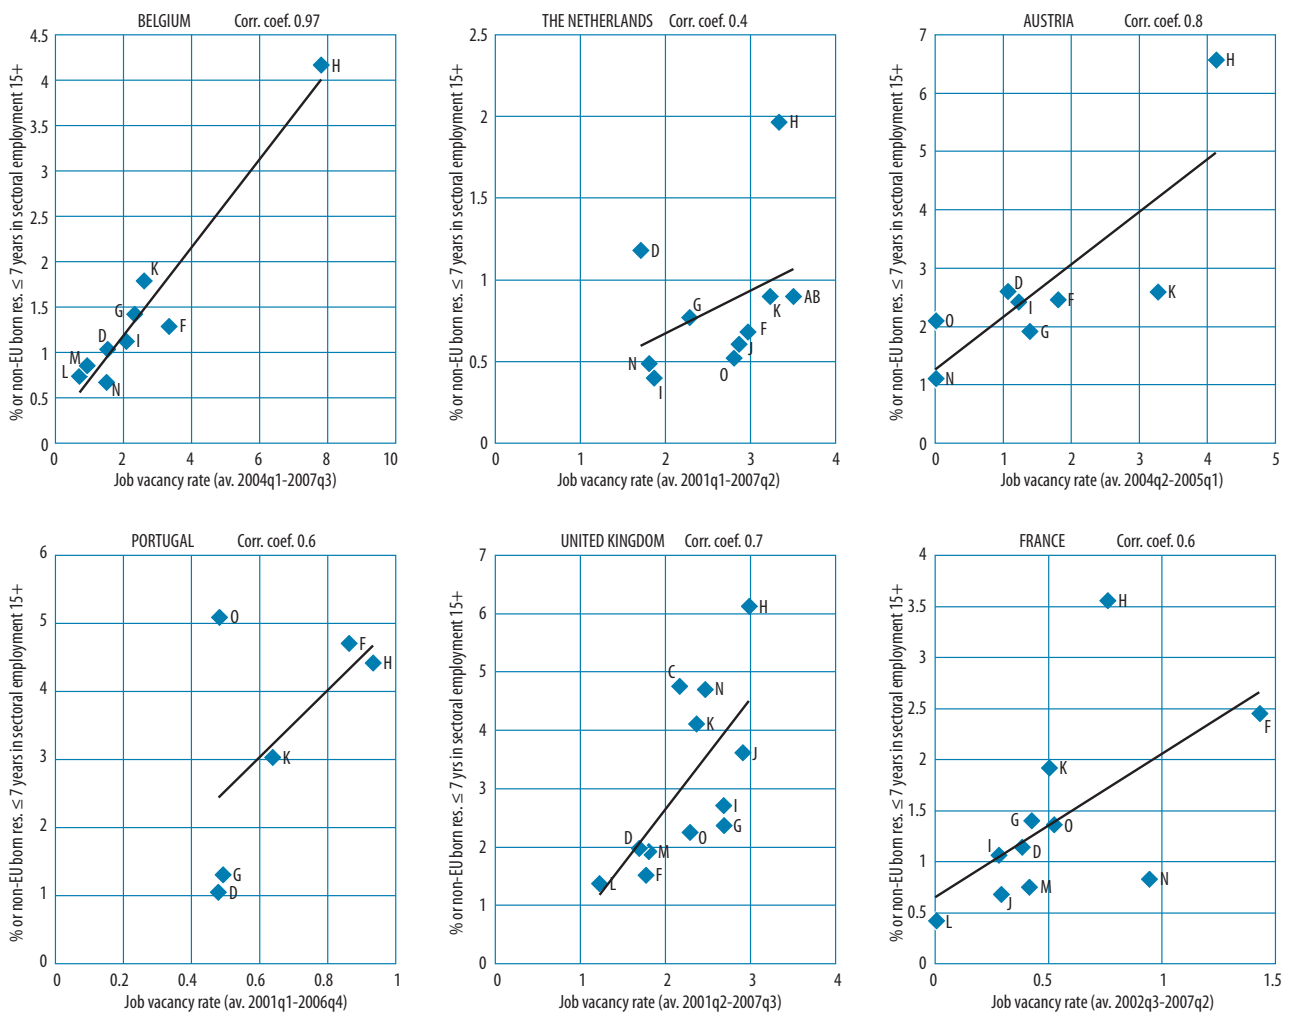 BELGIUM Corr. coef. 0.97
% or non-EU born res. ≤ 7 years in sectoral employment 15+
4.5
4
3.5
3
2.5
2
1.5
1
0.5
0
H
K
G
F
D
I
M
L
N
0 2 4 6 8 10
Job vacancy rate (av. 2004q1-2007q3)
THE NETHERLANDS Corr. coef. 0.4
% or non-EU born res. ≤ 7 years in sectoral employment 15+
2.5
2
1.5
1
0.5
0
H
D
AB
K
G
F
J
O
N
I
0 1 2 3 4
Job vacancy rate (av. 2001q1-2007q2)
AUSTRIA Corr. coef. 0.8
% or non-EU born res. ≤ 7 years in sectoral employment 15+
7
6
5
4
3
2
1
0
H
D
K
I
F
O
G
N
0 1 2 3 4 5
Job vacancy rate (av. 2004q2-2005q1)
PORTUGAL Corr. coef. 0.6
% or non-EU born res. ≤ 7 years in sectoral employment 15+
6
5
4
3
2
1
0
O
F
H
K
G
D
0 0.2 0.4 0.6 0.8 1
Job vacancy rate (av. 2001q1-2006q4)
UNITED KINGDOM Corr. coef. 0.7
% or non-EU born res. ≤ 7 yrs in sectoral employment 15+
7
6
5
4
3
2
1
0
H
C
N
K
J
I
G
O
D
M
F
L
0 1 2 3 4
Job vacancy rate (av. 2001q2-2007q3)
FRANCE Corr. coef. 0.6
% or non-EU born res. ≤ 7 years in sectoral employment 15+
4
3.5
3
2.5
2
1.5
1
0.5
0
H
F
K
G
O
I
D
M
N
J
L
0 0.5 1 1.5
Job vacancy rate (av. 2002q3-2007q2)